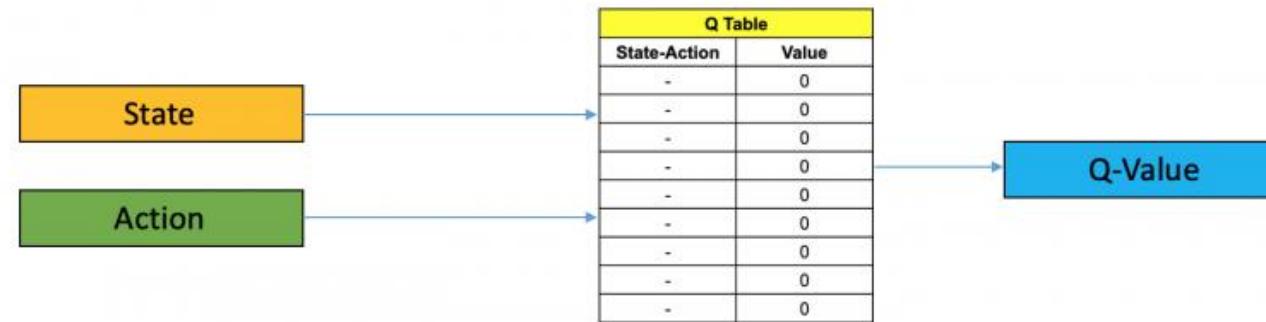 Q Table
State-Action Value
- 0
- 0
State
- 0
- 0
Q-Value
- 0
Action
- 0
- 0
- 0
- 0